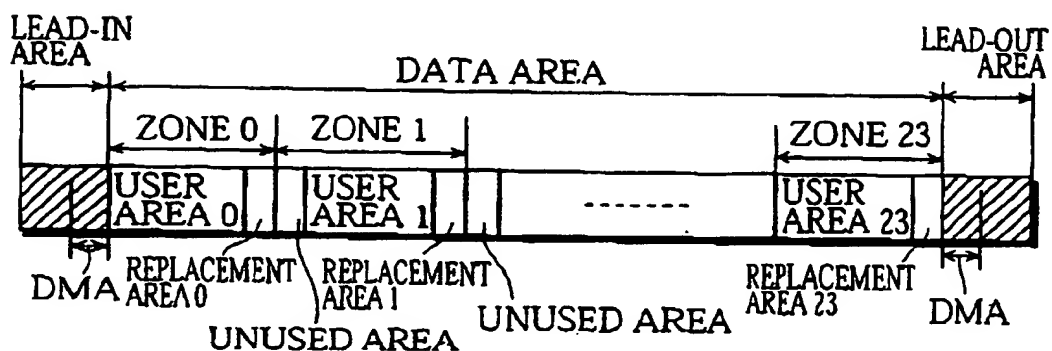 LEAD-IN
AREA
DATA AREA
LEAD-OUT
AREA
ZONE 0
ZONE 1
ZONE 23
USER
AREA 0
USER
AREA 1
USER
AREA 23
DMA
REPLACEMENT
AREA 0
REPLACEMENT
AREA 1
REPLACEMENT
AREA 23
DMA
UNUSED AREA
UNUSED AREA